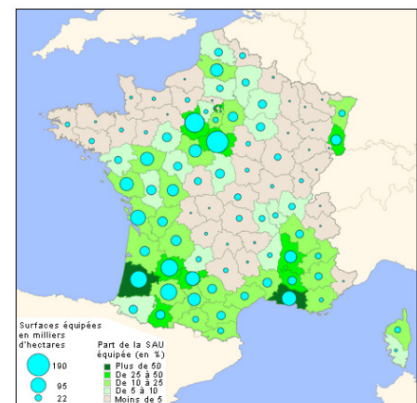 Surfaces équipées
en milliers
d'hectares
190
95
22
Part de la SAU
équipée (en %)
Plus de 50
De 25 à 50
De 10 à 25
De 5 à 10
Moins de 5